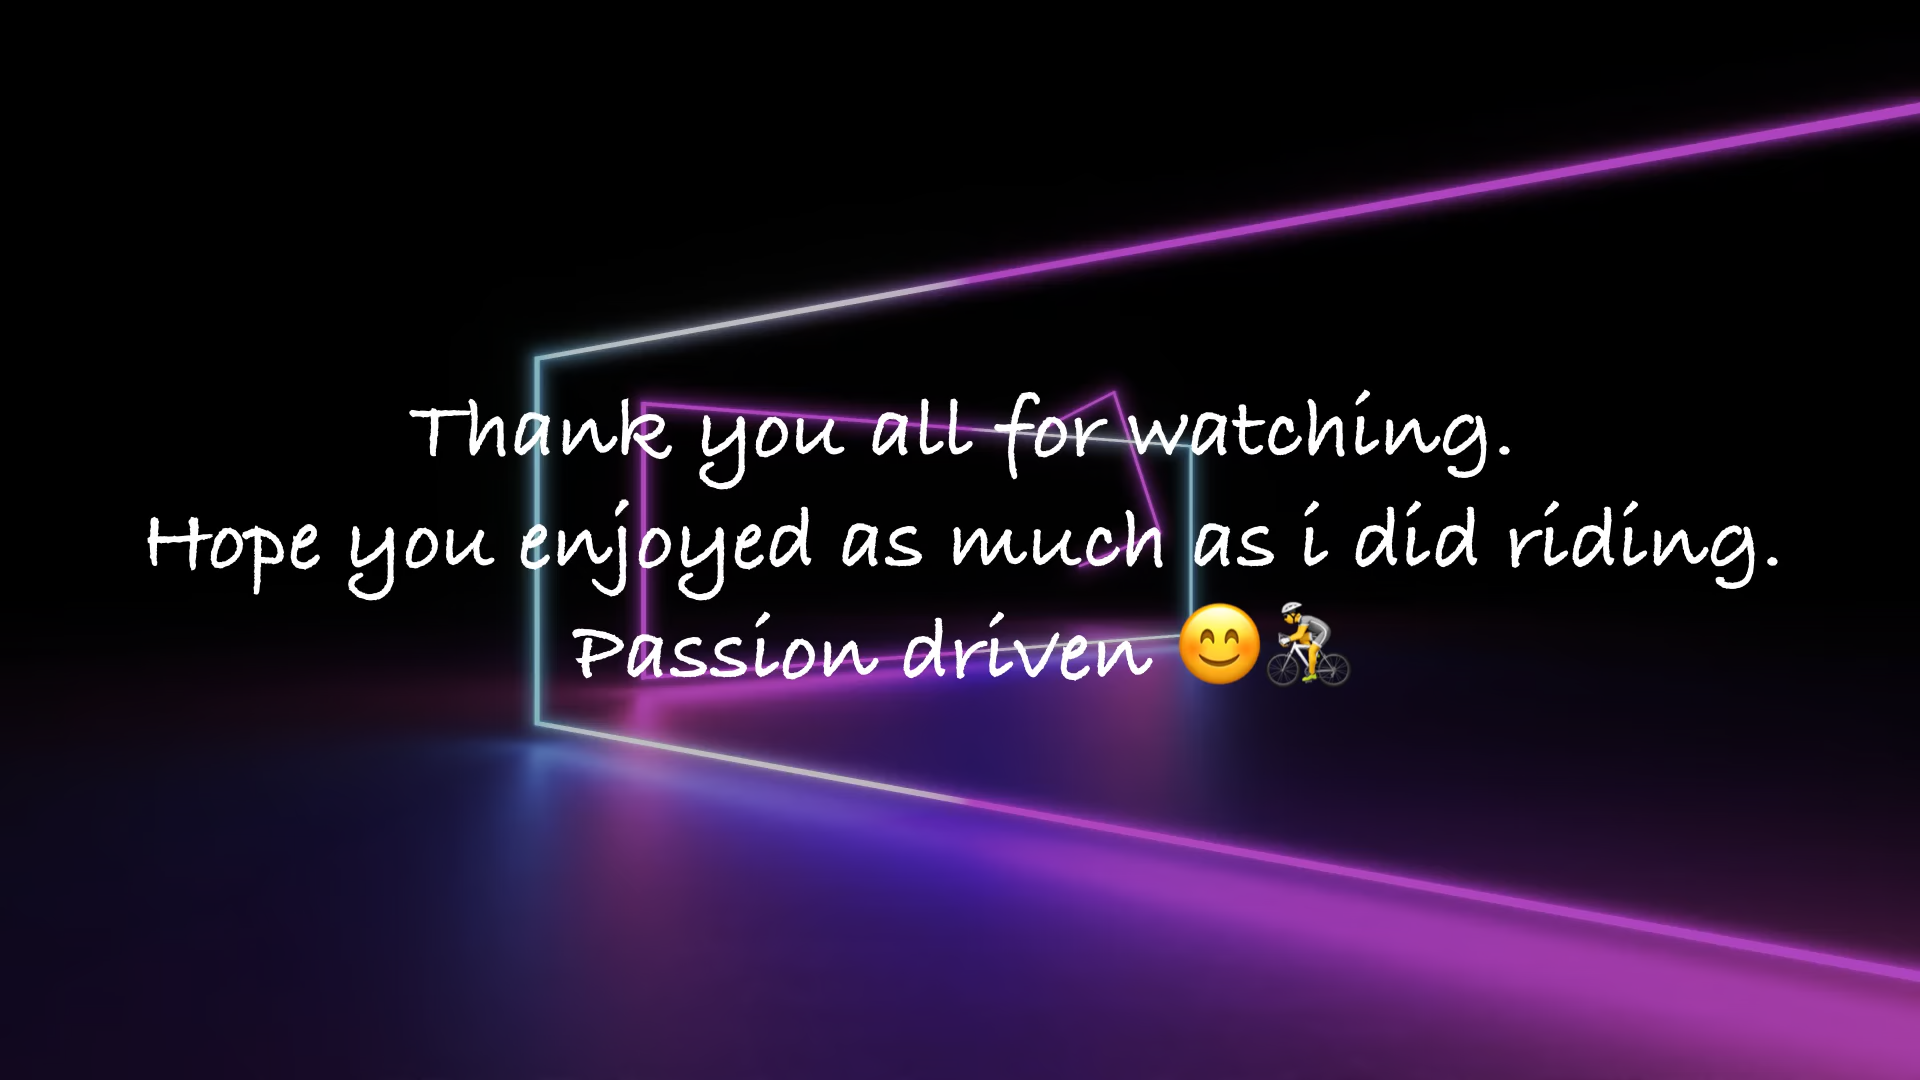 Thank you all for watching.
Hope you enjoyed as much as i did riding.
Passion driven 😊🚴